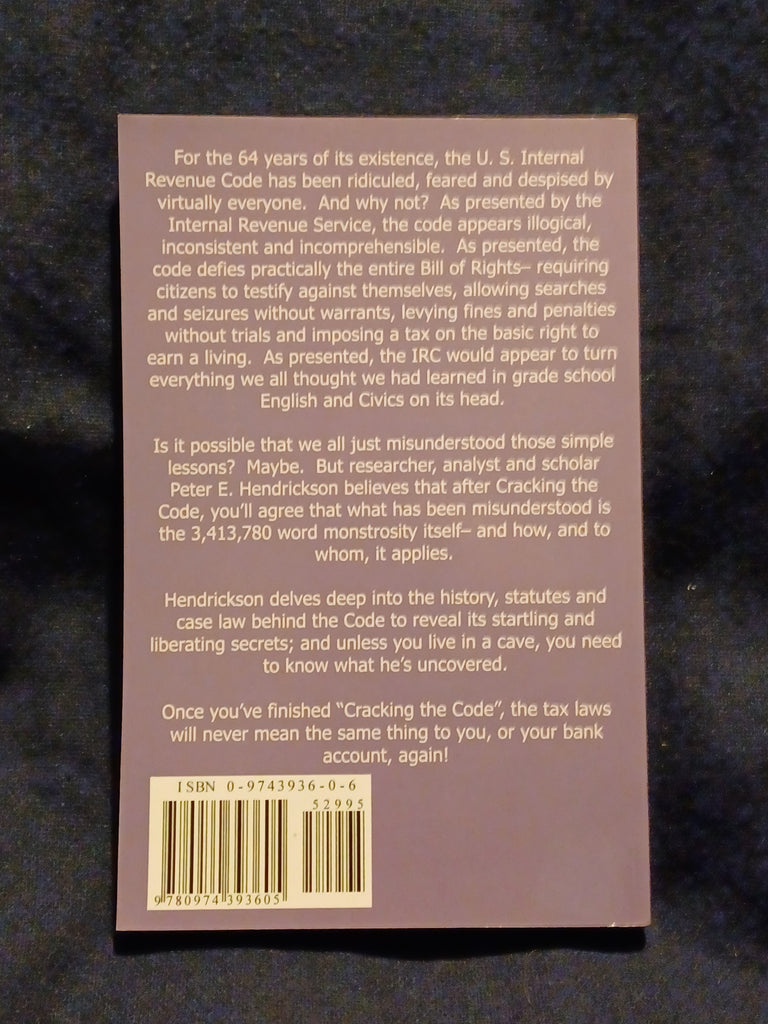 For the 64 years of its existence, the U. S. Internal
Revenue Code has been ridiculed, feared and despised by
virtually everyone. And why not? As presented by the
Internal Revenue Service, the code appears illogical,
inconsistent and incomprehensible. As presented, the
code defies practically the entire Bill of Rights– requiring
citizens to testify against themselves, allowing searches
and seizures without warrants, levying fines and penalties
without trials and imposing a tax on the basic right to
earn a living. As presented, the IRC would appear to turn
everything we all thought we had learned in grade school
English and Civics on its head.
Is it possible that we all just misunderstood those simple
lessons? Maybe. But researcher, analyst and scholar
Peter E. Hendrickson believes that after Cracking the
Code, you'll agree that what has been misunderstood is
the 3,413,780 word monstrosity itself– and how, and to
whom, it applies.
Hendrickson delves deep into the history, statutes and
case law behind the Code to reveal its startling and
liberating secrets; and unless you live in a cave, you need
to know what he's uncovered.
Once you've finished “Cracking the Code”, the tax laws
will never mean the same thing to you, or your bank
account, again!
ISBN 0-9743936-0-6
52995
9 780974 393605